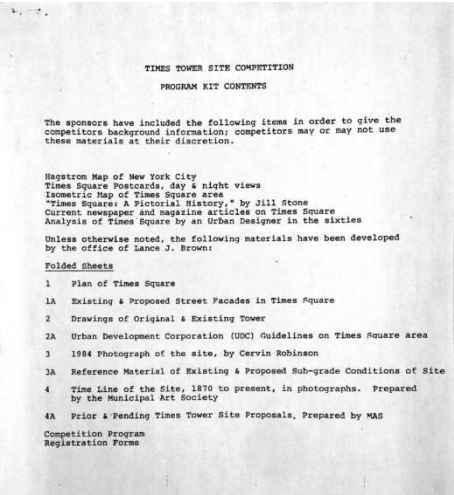 TIMES TOWER SITE COMPETITION
PROGRAM KIT CONTENTS
The sponsors have included the following items in order to give the
competitors background information; competitors may or may not use
these materials at their discretion.
Hagstrom Map of New York City
Times Square Postcards, day & night views
Isometric Map of Times Square area
"Times Square: A Pictorial History," by Jill Stone
Current newspaper and magazine articles on Times Square
Analysis of Times Square by an Urban Designer in the sixties
Unless otherwise noted, the following materials have been developed
by the office of Lance J. Brown:
Folded Sheets
1 Plan of Times Square
1A Existing & Proposed Street Facades in Times Square
2 Drawings of Original & Existing Tower
2A Urban Development Corporation (UDC) Guidelines on Times Square area
3 1984 Photograph of the site, by Cervin Robinson
3A Reference Material of Existing & Proposed Sub-grade Conditions of Site
4 Time Line of the Site, 1870 to present, in photographs. Prepared
by the Municipal Art Society
4A Prior & Pending Times Tower Site Proposals. Prepared by MAS
Competition Program
Registration Forms